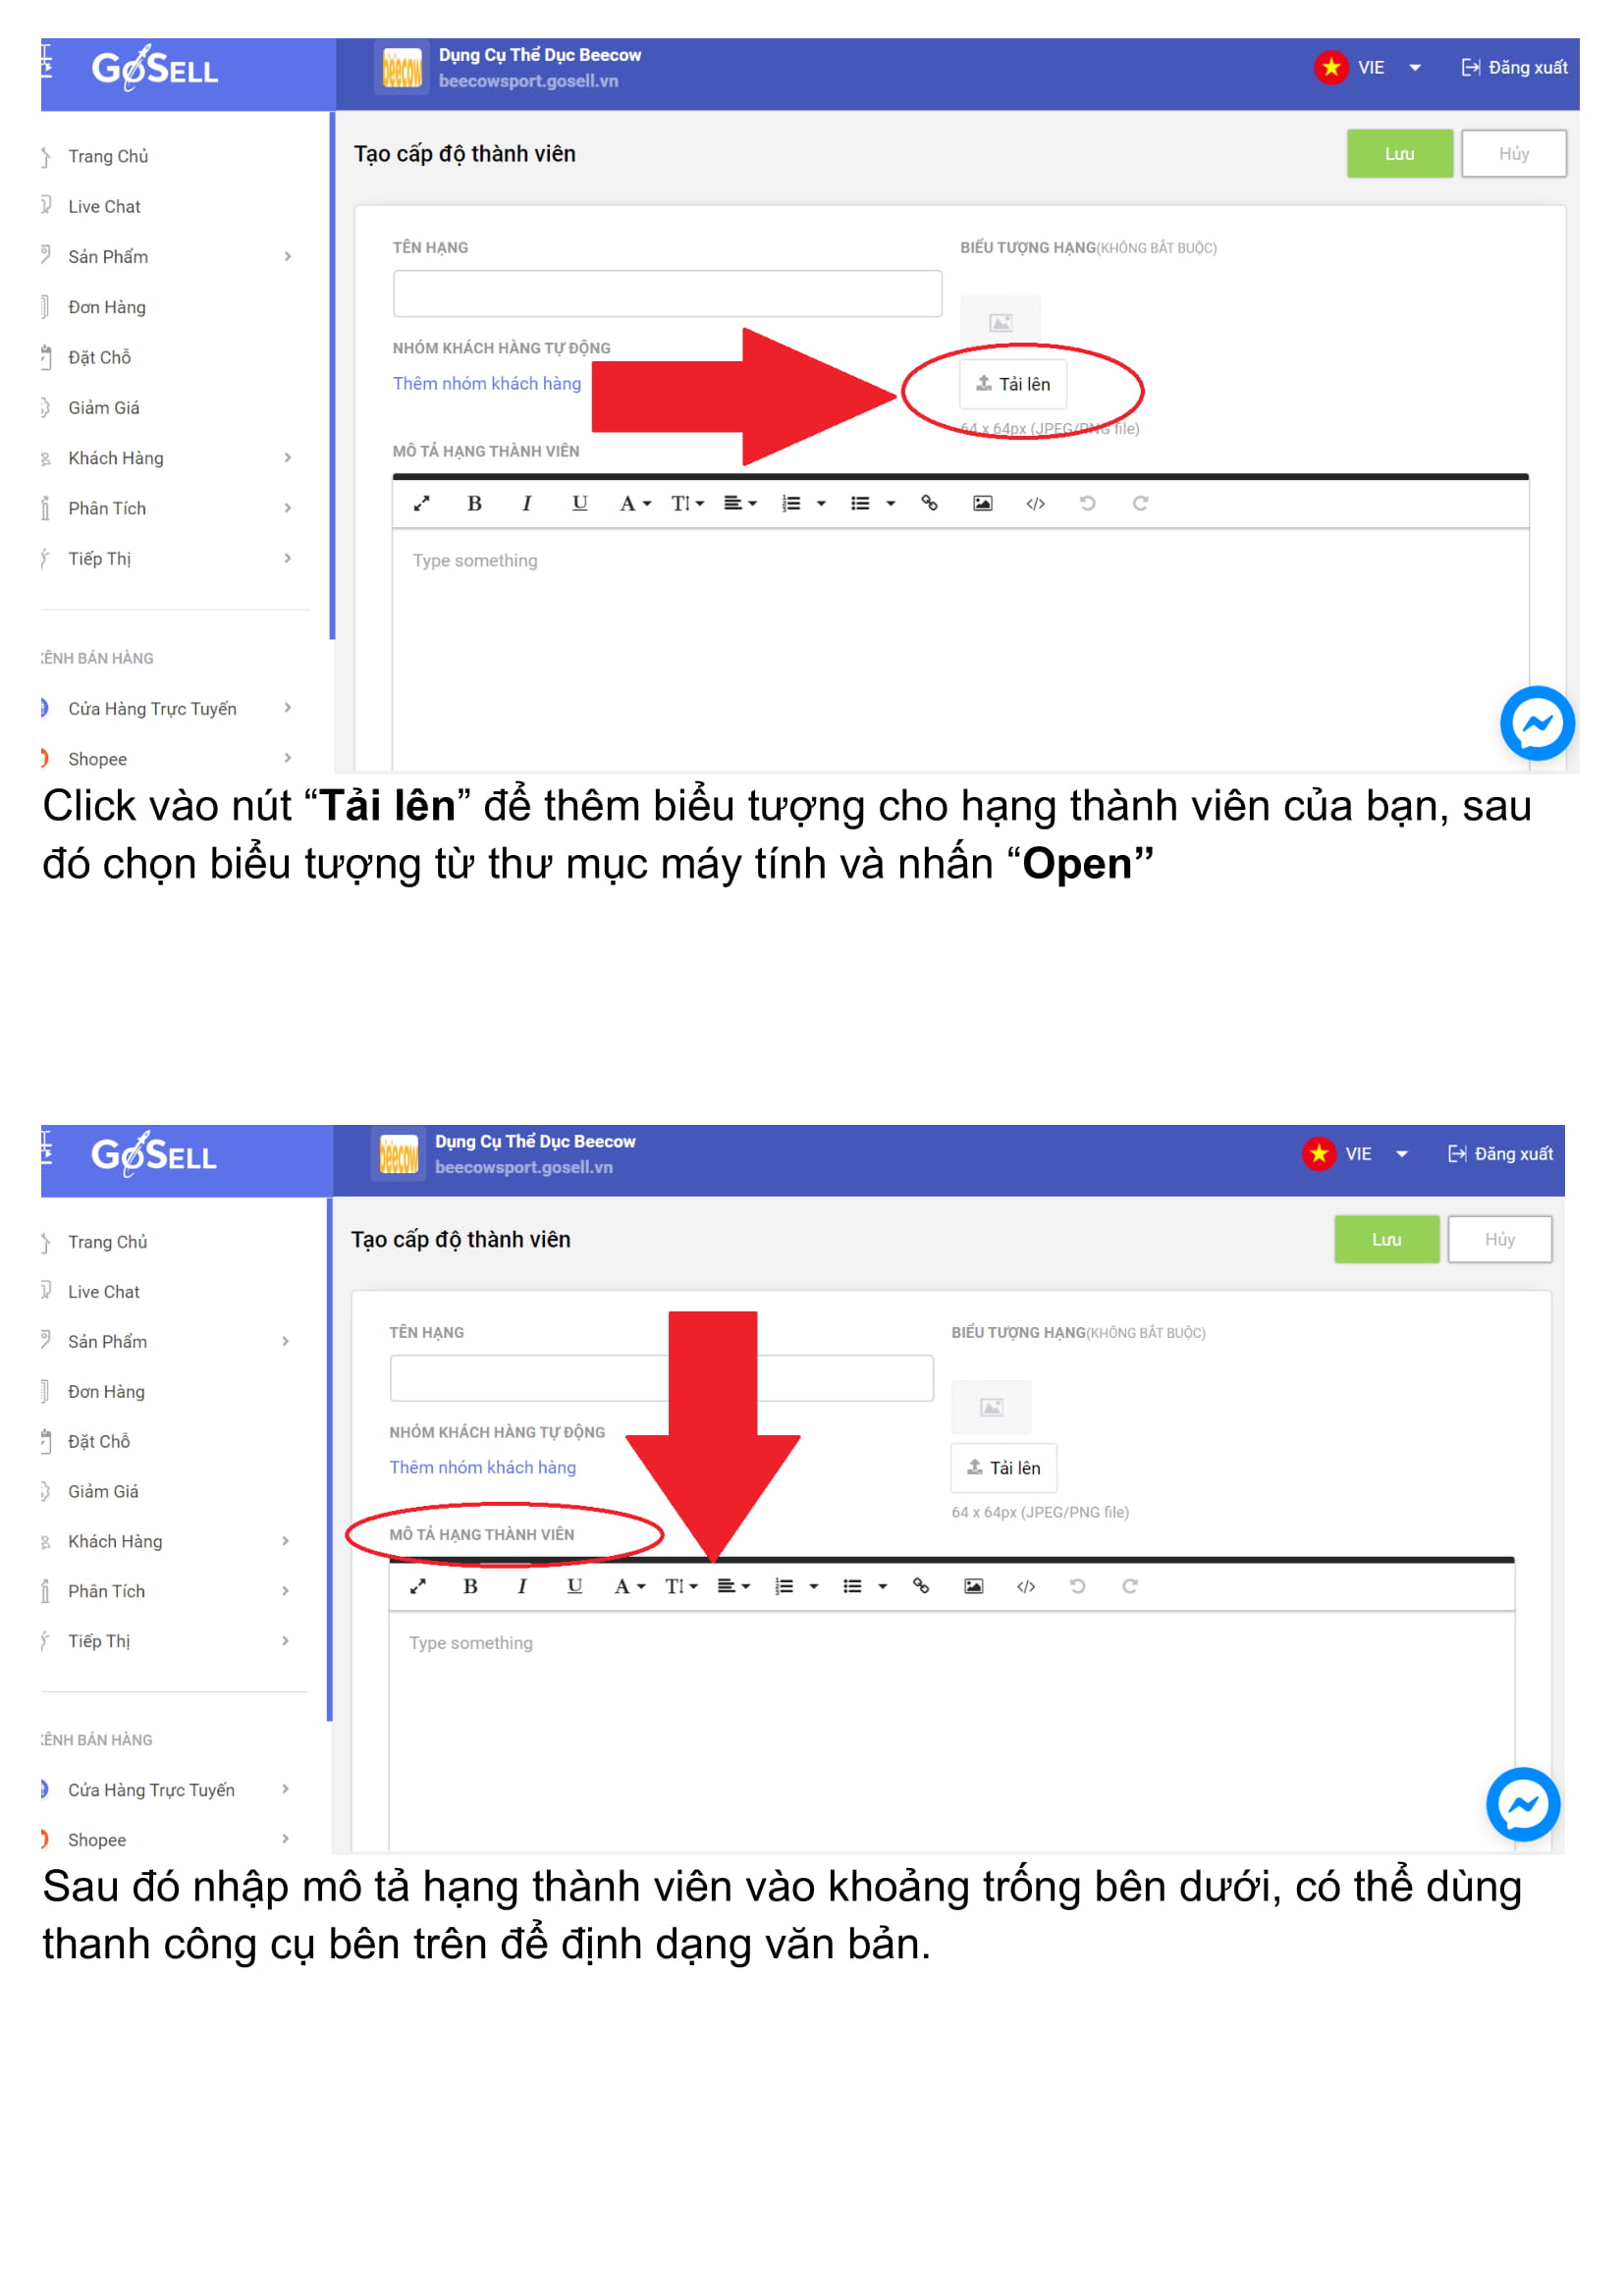 GoSELL
Dụng Cụ Thể Dục Beecow
beecowsport.gosell.vn
VIE
Đăng xuất
Trang Chủ
Live Chat
Sản Phẩm
Đơn Hàng
Đặt Chỗ
Giảm Giá
Khách Hàng
Phân Tích
Tiếp Thị
KÊNH BÁN HÀNG
Cửa Hàng Trực Tuyến
Shopee
Tạo cấp độ thành viên
Lưu
Hủy
TÊN HẠNG
BIỂU TƯỢNG HẠNG(KHÔNG BẮT BUỘC)
NHÓM KHÁCH HÀNG TỰ ĐỘNG
Thêm nhóm khách hàng
Tải lên
64 x 64px (JPEG/PNG file)
MÔ TẢ HẠNG THÀNH VIÊN
B I U A TI </>
Type something
Click vào nút “Tải lên” để thêm biểu tượng cho hạng thành viên của bạn, sau
đó chọn biểu tượng từ thư mục máy tính và nhấn “Open”
GoSELL
Dụng Cụ Thể Dục Beecow
beecowsport.gosell.vn
VIE
Đăng xuất
Trang Chủ
Live Chat
Sản Phẩm
Đơn Hàng
Đặt Chỗ
Giảm Giá
Khách Hàng
Phân Tích
Tiếp Thị
KÊNH BÁN HÀNG
Cửa Hàng Trực Tuyến
Shopee
Tạo cấp độ thành viên
Lưu
Hủy
TÊN HẠNG
BIỂU TƯỢNG HẠNG(KHÔNG BẮT BUỘC)
NHÓM KHÁCH HÀNG TỰ ĐỘNG
Thêm nhóm khách hàng
Tải lên
64 x 64px (JPEG/PNG file)
MÔ TẢ HẠNG THÀNH VIÊN
B I U A TI </>
Type something
Sau đó nhập mô tả hạng thành viên vào khoảng trống bên dưới, có thể dùng
thanh công cụ bên trên để định dạng văn bản.